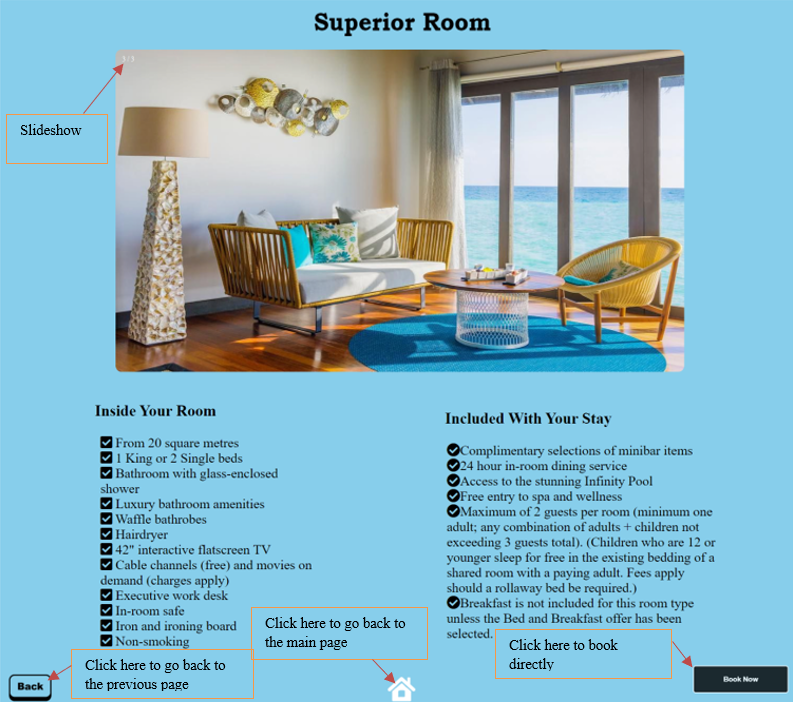 Superior Room
Slideshow
Inside Your Room
From 20 square metres
1 King or 2 Single beds
Bathroom with glass-enclosed
shower
Luxury bathroom amenities
Waffle bathrobes
Hairdryer
42" interactive flatscreen TV
Cable channels (free) and movies on
demand (charges apply)
Executive work desk
In-room safe
Iron and ironing board
Non-smoking
Included With Your Stay
Complimentary selections of minibar items
24 hour in-room dining service
Access to the stunning Infinity Pool
Free entry to spa and wellness
Maximum of 2 guests per room (minimum one
adult; any combination of adults + children not
exceeding 3 guests total). (Children who are 12 or
younger sleep for free in the existing bedding of a
shared room with a paying adult. Fees apply
should a rollaway bed be required.)
Breakfast is not included for this room type
unless the Bed and Breakfast offer has been
selected.
Click here to go back to
the main page
Click here to book
directly
Click here to go back to
the previous page
Back
Book Now